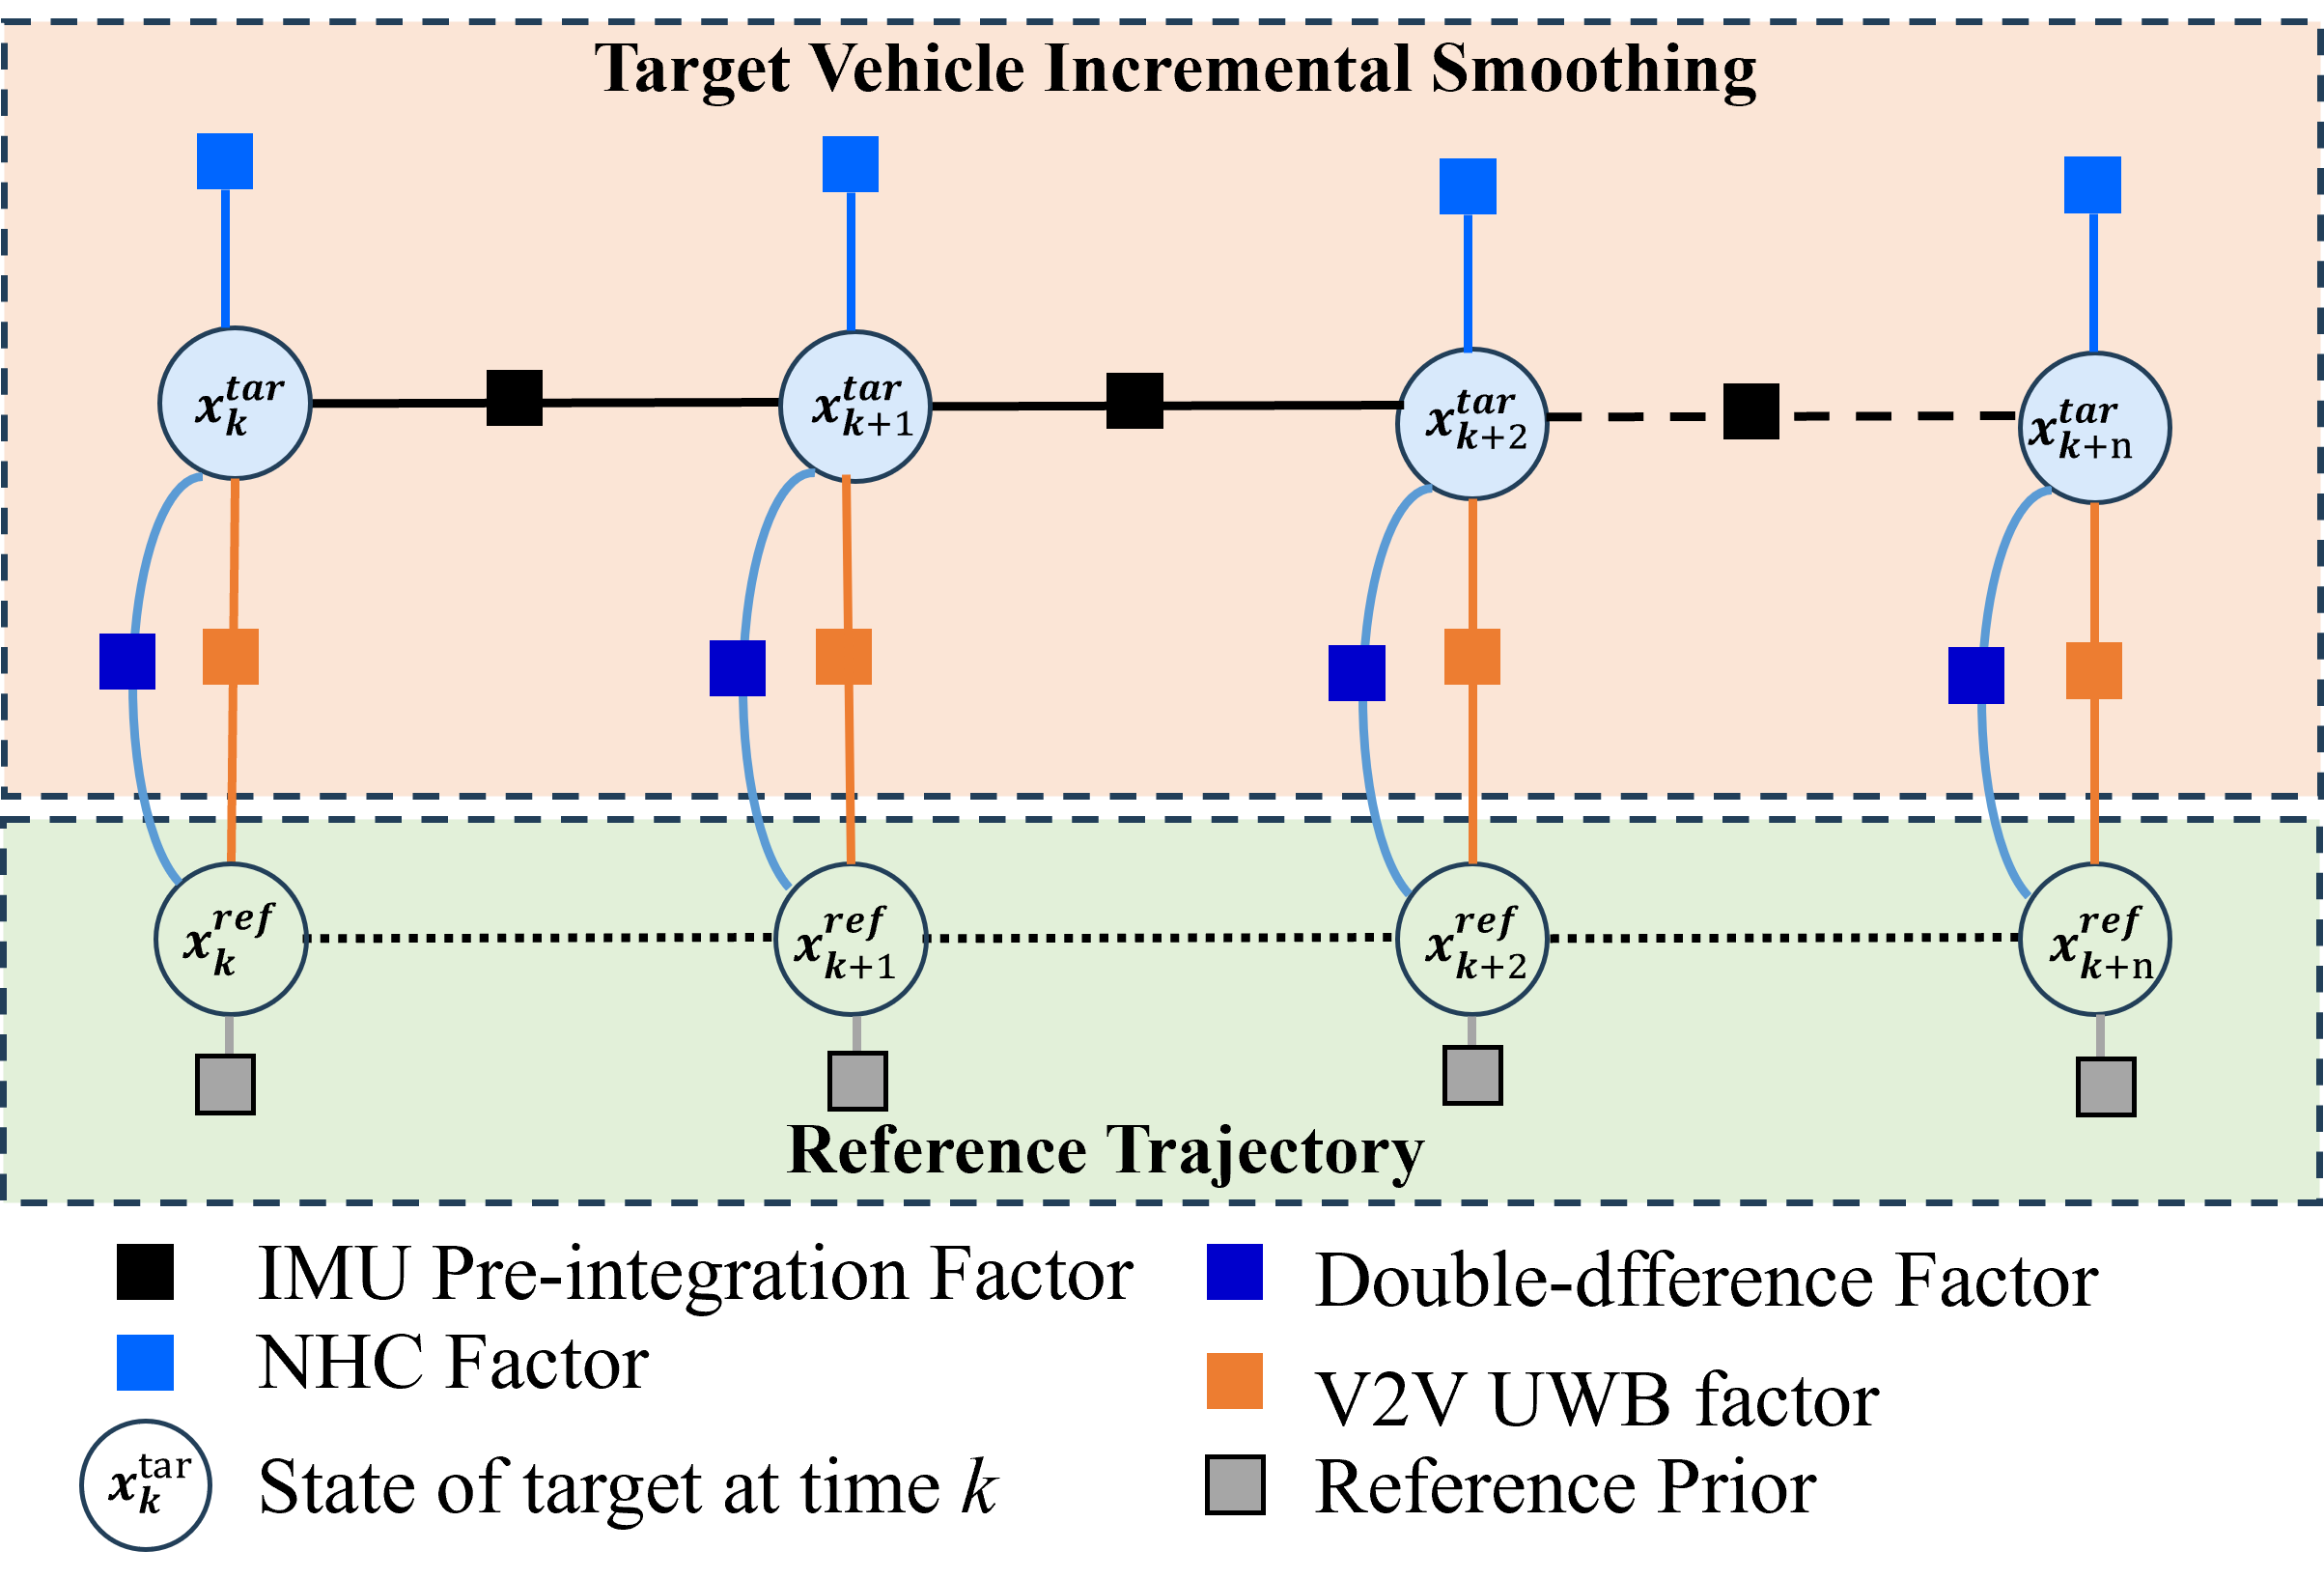 Target Vehicle Incremental Smoothing
x_k^tar x_{k+1}^tar x_{k+2}^tar x_{k+n}^tar
x_k^ref x_{k+1}^ref x_{k+2}^ref x_{k+n}^ref
Reference Trajectory
IMU Pre-integration Factor
Double-dfference Factor
NHC Factor
V2V UWB factor
x_k^tar State of target at time k
Reference Prior